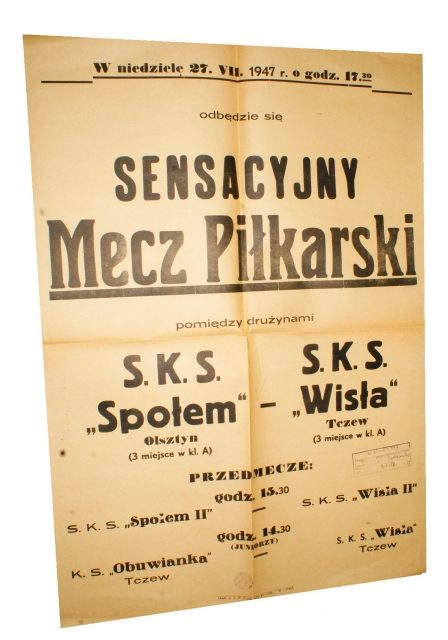 W niedziele 27. VII. 1947 r. o godz. 17.30
odbędzie się
SENSACYJNY
Mecz Piłkarski
pomiędzy drużynami
S. K. S. S. K. S.
„Społem" – „Wisła"
Olsztyn Tczew
(3 miejsce w kl. A) (3 miejsce w kl. A)
PRZEDMECZE:
godz. 15.30
S. K. S. „Społem II" — S. K. S. „Wisła II"
godz. 14.30
(JUNIORZY)
K. S. „Obuwianka" — S. K. S. „Wisła"
Tczew Tczew